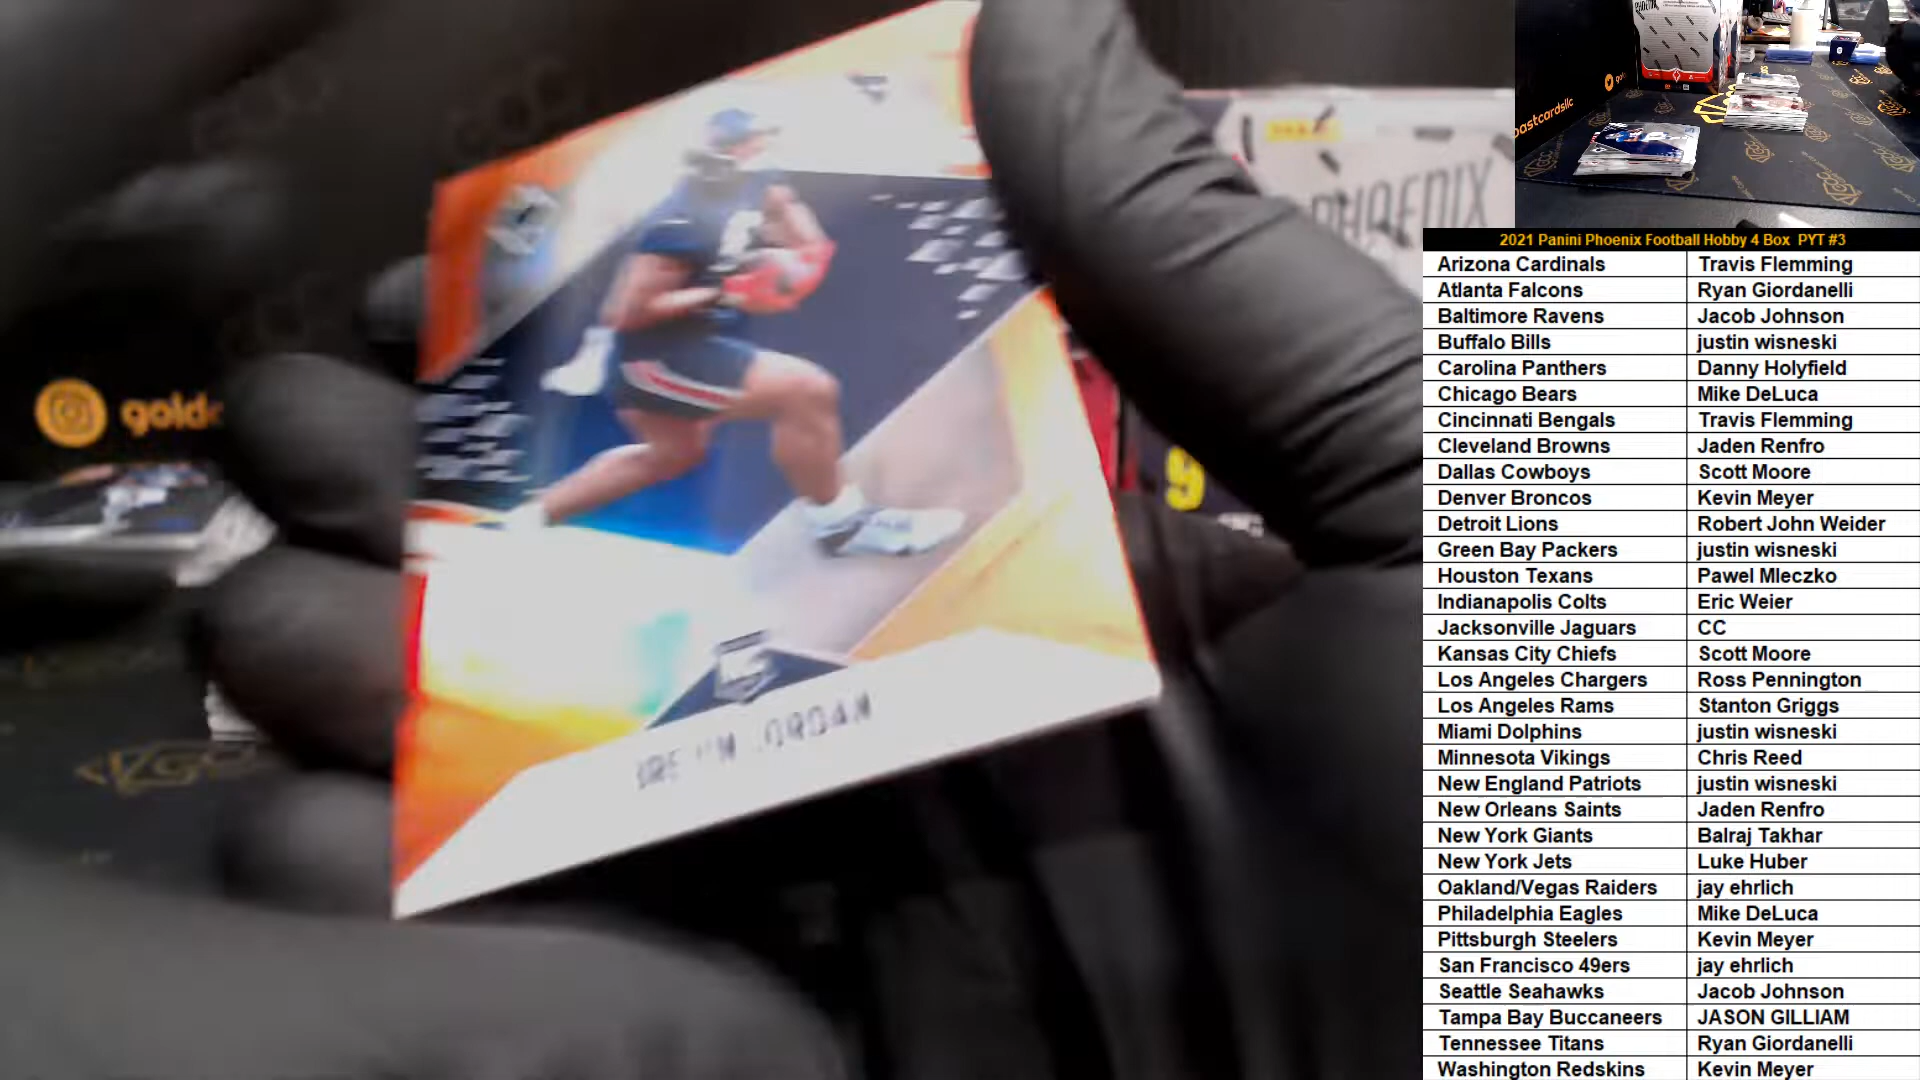 PHOENIX
gold
goldc
oastcardsllc
PHOENIX
9
JORDAN
2021 Panini Phoenix Football Hobby 4 Box PYT #3
Arizona Cardinals Travis Flemming
Atlanta Falcons Ryan Giordanelli
Baltimore Ravens Jacob Johnson
Buffalo Bills justin wisneski
Carolina Panthers Danny Holyfield
Chicago Bears Mike DeLuca
Cincinnati Bengals Travis Flemming
Cleveland Browns Jaden Renfro
Dallas Cowboys Scott Moore
Denver Broncos Kevin Meyer
Detroit Lions Robert John Weider
Green Bay Packers justin wisneski
Houston Texans Pawel Mleczko
Indianapolis Colts Eric Weier
Jacksonville Jaguars CC
Kansas City Chiefs Scott Moore
Los Angeles Chargers Ross Pennington
Los Angeles Rams Stanton Griggs
Miami Dolphins justin wisneski
Minnesota Vikings Chris Reed
New England Patriots justin wisneski
New Orleans Saints Jaden Renfro
New York Giants Balraj Takhar
New York Jets Luke Huber
Oakland/Vegas Raiders jay ehrlich
Philadelphia Eagles Mike DeLuca
Pittsburgh Steelers Kevin Meyer
San Francisco 49ers jay ehrlich
Seattle Seahawks Jacob Johnson
Tampa Bay Buccaneers JASON GILLIAM
Tennessee Titans Ryan Giordanelli
Washington Redskins Kevin Meyer